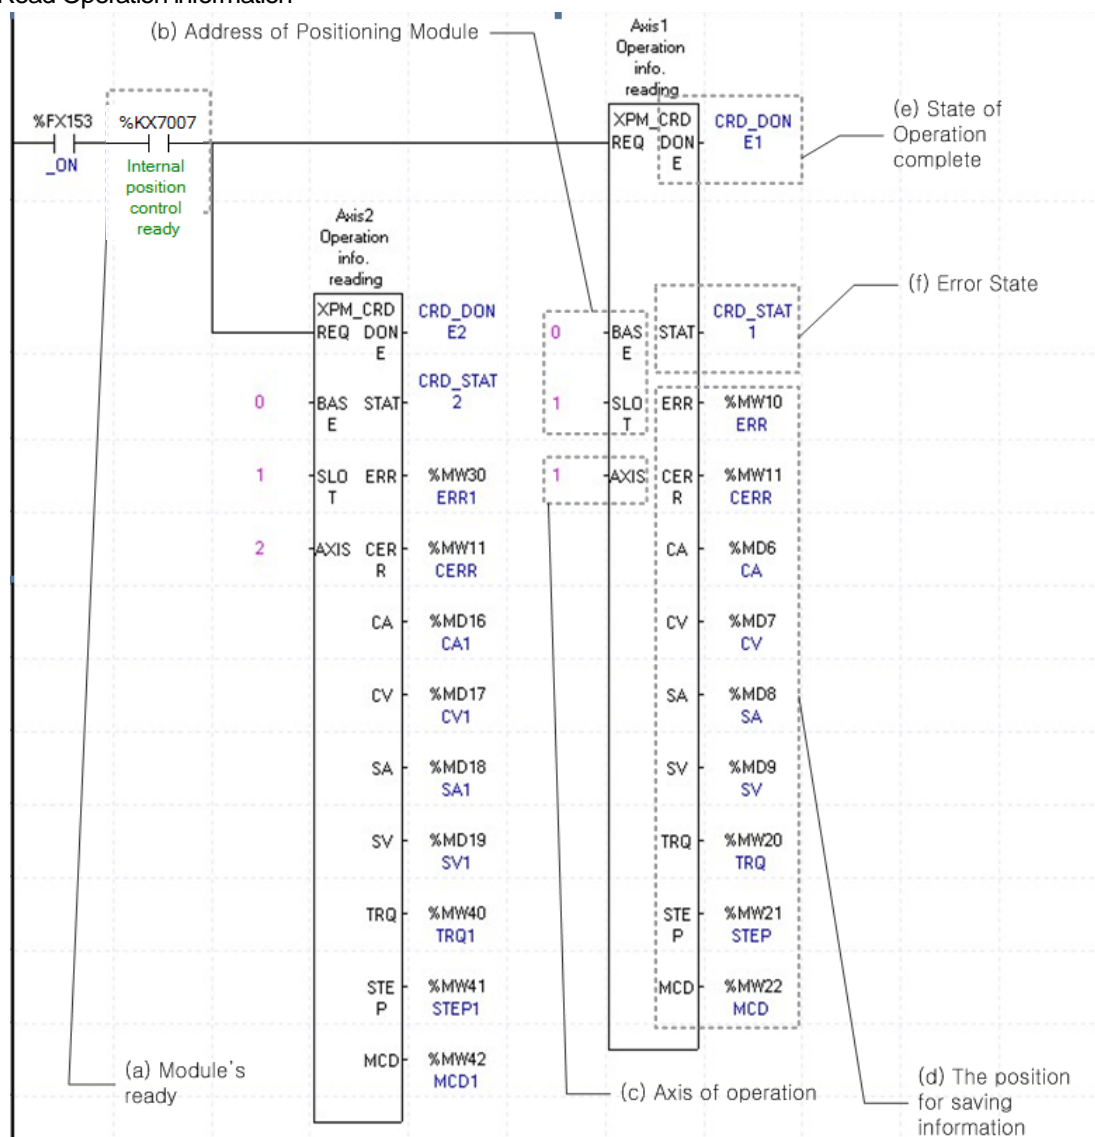 Read Operation information
(b) Address of Positioning Module
Axis1
Operation
info.
reading
(e) State of
Operation
complete
%FX153
_ON
%KX7007
Internal
position
control
ready
XPM_CRD
REQ DON
E
CRD_DON
E1
Axis2
Operation
info.
reading
(f) Error State
XPM_CRD
REQ DON
E
CRD_DON
E2
0
BAS
E
STAT
CRD_STAT
1
0
BAS
E
STAT
CRD_STAT
2
1
SLO
T
ERR
%MW10
ERR
1
SLO
T
ERR
%MW30
ERR1
1
AXIS
CER
R
%MW11
CERR
2
AXIS
CER
R
%MW11
CERR
CA
%MD6
CA
CA
%MD16
CA1
CV
%MD7
CV
CV
%MD17
CV1
SA
%MD8
SA
SA
%MD18
SA1
SV
%MD9
SV
SV
%MD19
SV1
TRQ
%MW20
TRQ
TRQ
%MW40
TRQ1
STE
P
%MW21
STEP
STE
P
%MW41
STEP1
MCD
%MW22
MCD
MCD
%MW42
MCD1
(a) Module's
ready
(c) Axis of operation
(d) The position
for saving
information